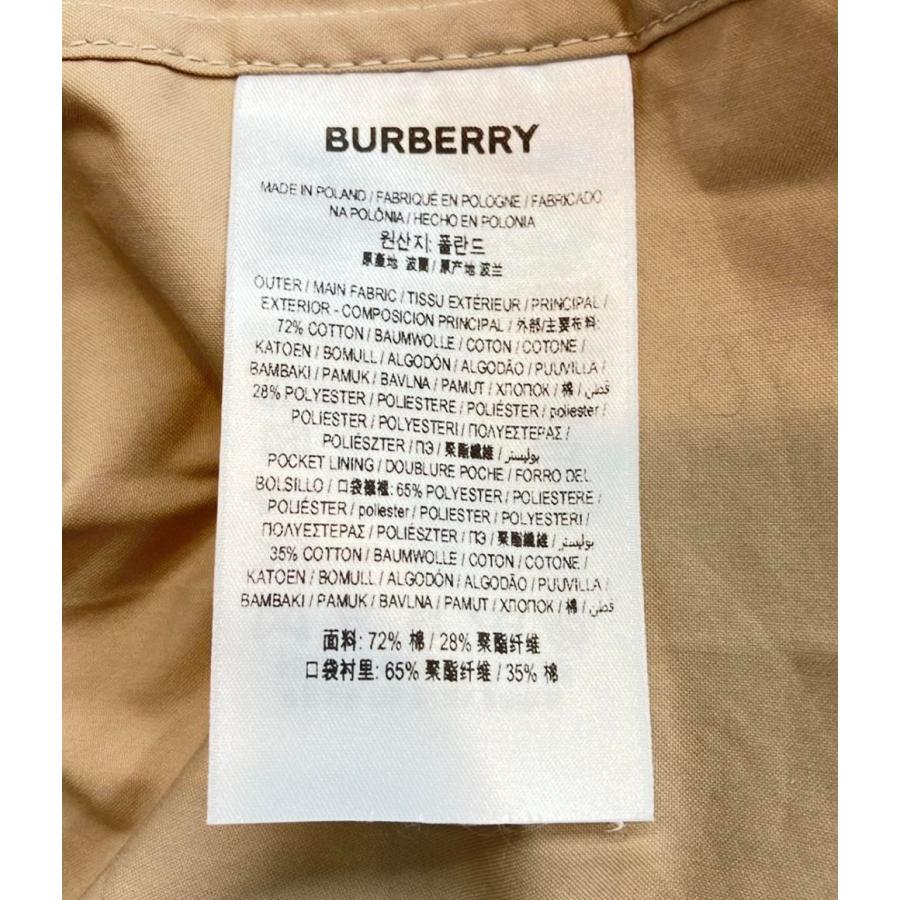 BURBERRY
MADE IN POLAND / FABRIQUÉ EN POLOGNE / FABRICADO
NA POLÔNIA / HECHO EN POLONIA
원산지: 폴란드
原產地 波蘭 / 原产地 波兰
OUTER / MAIN FABRIC / TISSU EXTÉRIEUR / PRINCIPAL /
EXTERIOR - COMPOSICION PRINCIPAL / 外部/主要布料:
72% COTTON / BAUMWOLLE / COTON / COTONE /
KATOEN / BOMULL / ALGODÓN / ALGODÃO / PUUVILLA /
BAMBAKI / PAMUK / BAVLNA / PAMUT / ХЛОПОК / 棉 / قطن
28% POLYESTER / POLIESTERE / POLIÉSTER / poliester /
POLIESTER / POLYESTERI / ΠΟΛΥΕΣΤΕΡΑΣ /
POLIÉSZTER / ПЭ / 聚酯纖維 / بوليستر
POCKET LINING / DOUBLURE POCHE / FORRO DEL
BOLSILLO / 口袋襯裡: 65% POLYESTER / POLIESTERE /
POLIÉSTER / poliester / POLIESTER / POLYESTERI /
ΠΟΛΥΕΣΤΕΡΑΣ / POLIÉSZTER / ПЭ / 聚酯纖維 / بوليستر
35% COTTON / BAUMWOLLE / COTON / COTONE /
KATOEN / BOMULL / ALGODÓN / ALGODÃO / PUUVILLA /
BAMBAKI / PAMUK / BAVLNA / PAMUT / ХЛОПОК / 棉 / قطن
面料: 72% 棉 / 28% 聚酯纤维
口袋衬里: 65% 聚酯纤维 / 35% 棉